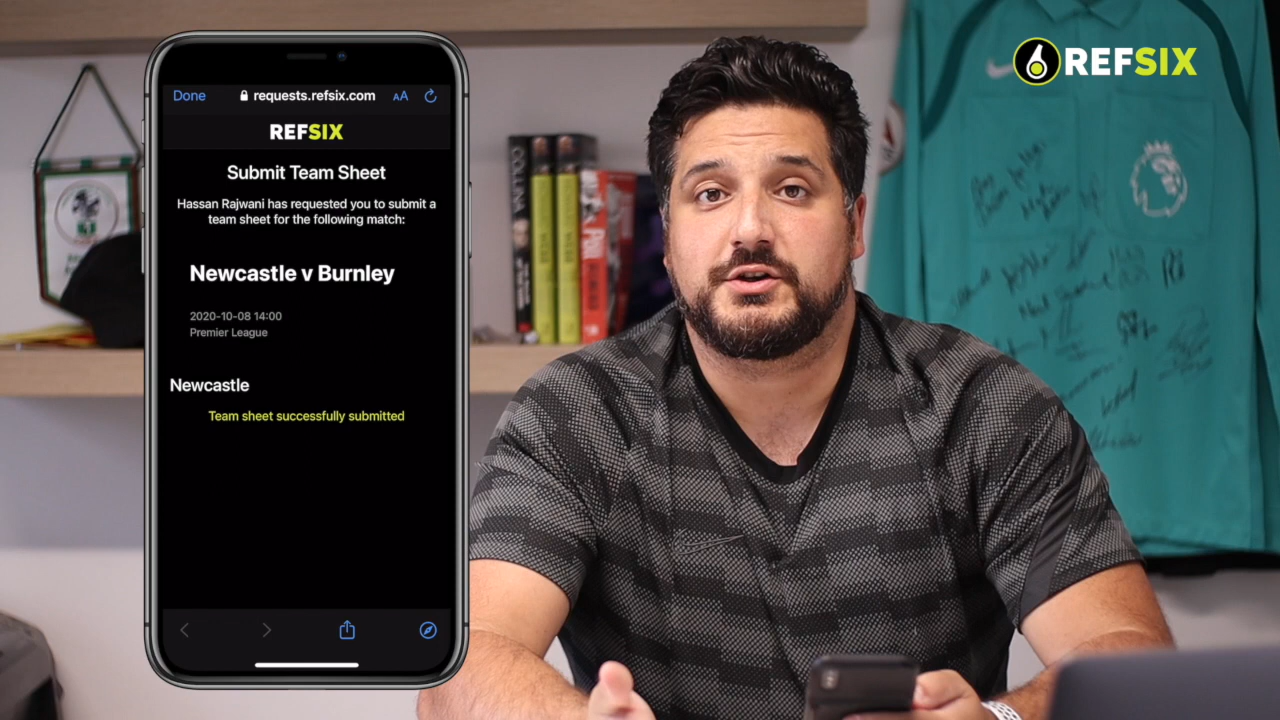 Done
requests.refsix.com
AA
REFSIX
Submit Team Sheet
Hassan Rajwani has requested you to submit a
team sheet for the following match:
Newcastle v Burnley
2020-10-08 14:00
Premier League
Newcastle
Team sheet successfully submitted
REFSIX
COLLINA